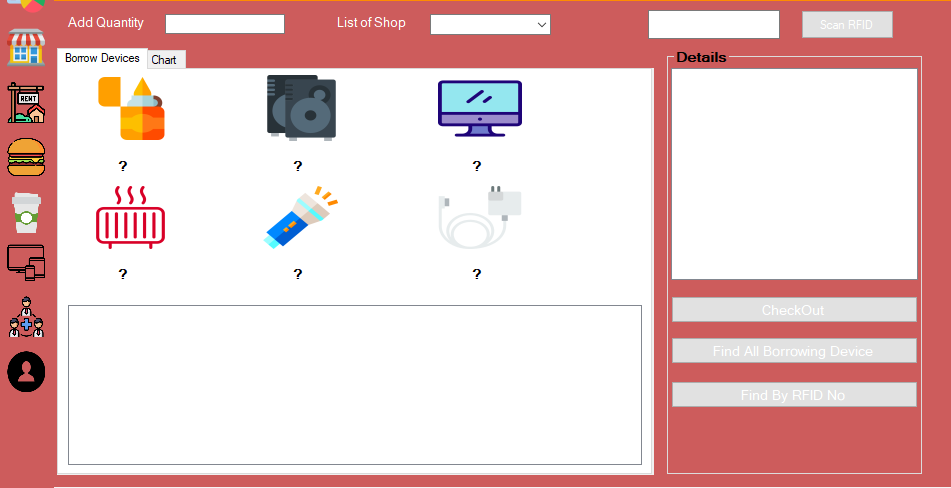 Add Quantity
List of Shop
Scan RFID
Borrow Devices
Chart
Details
RENT
?
?
?
?
?
?
CheckOut
Find All Borrowing Device
Find By RFID No